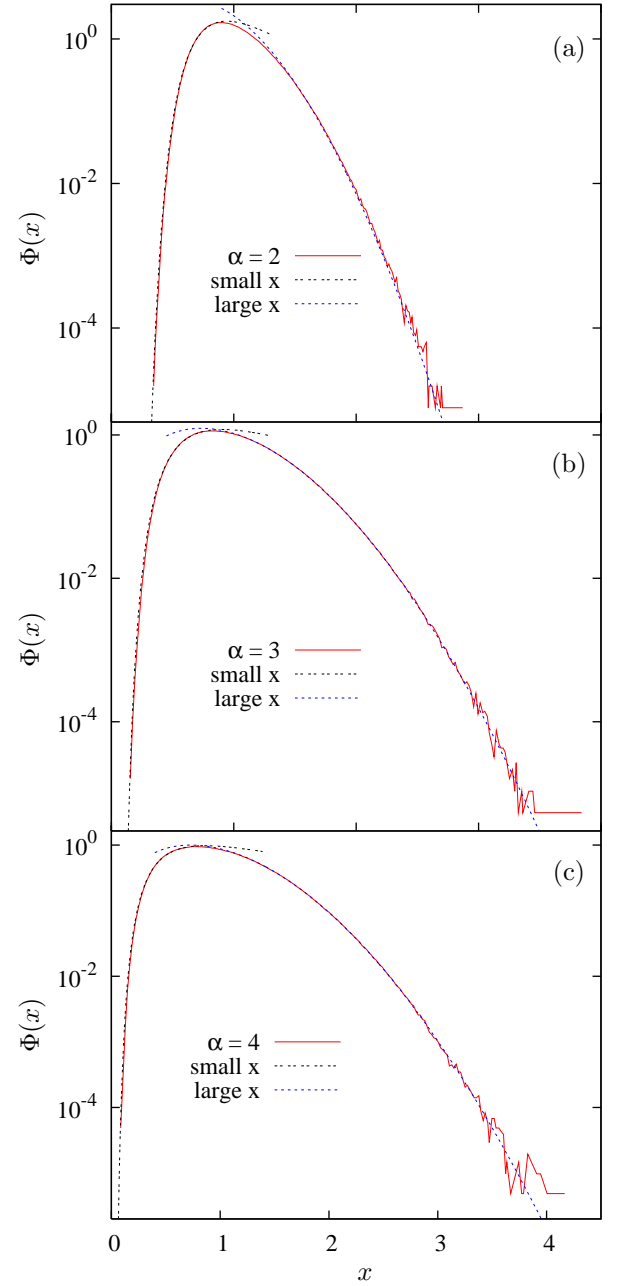 10^0
(a)
10^-2
Φ(x)
α = 2
small x
large x
10^-4
10^0
(b)
10^-2
Φ(x)
α = 3
small x
large x
10^-4
10^0
(c)
10^-2
Φ(x)
α = 4
small x
large x
10^-4
0 1 2 3 4
x